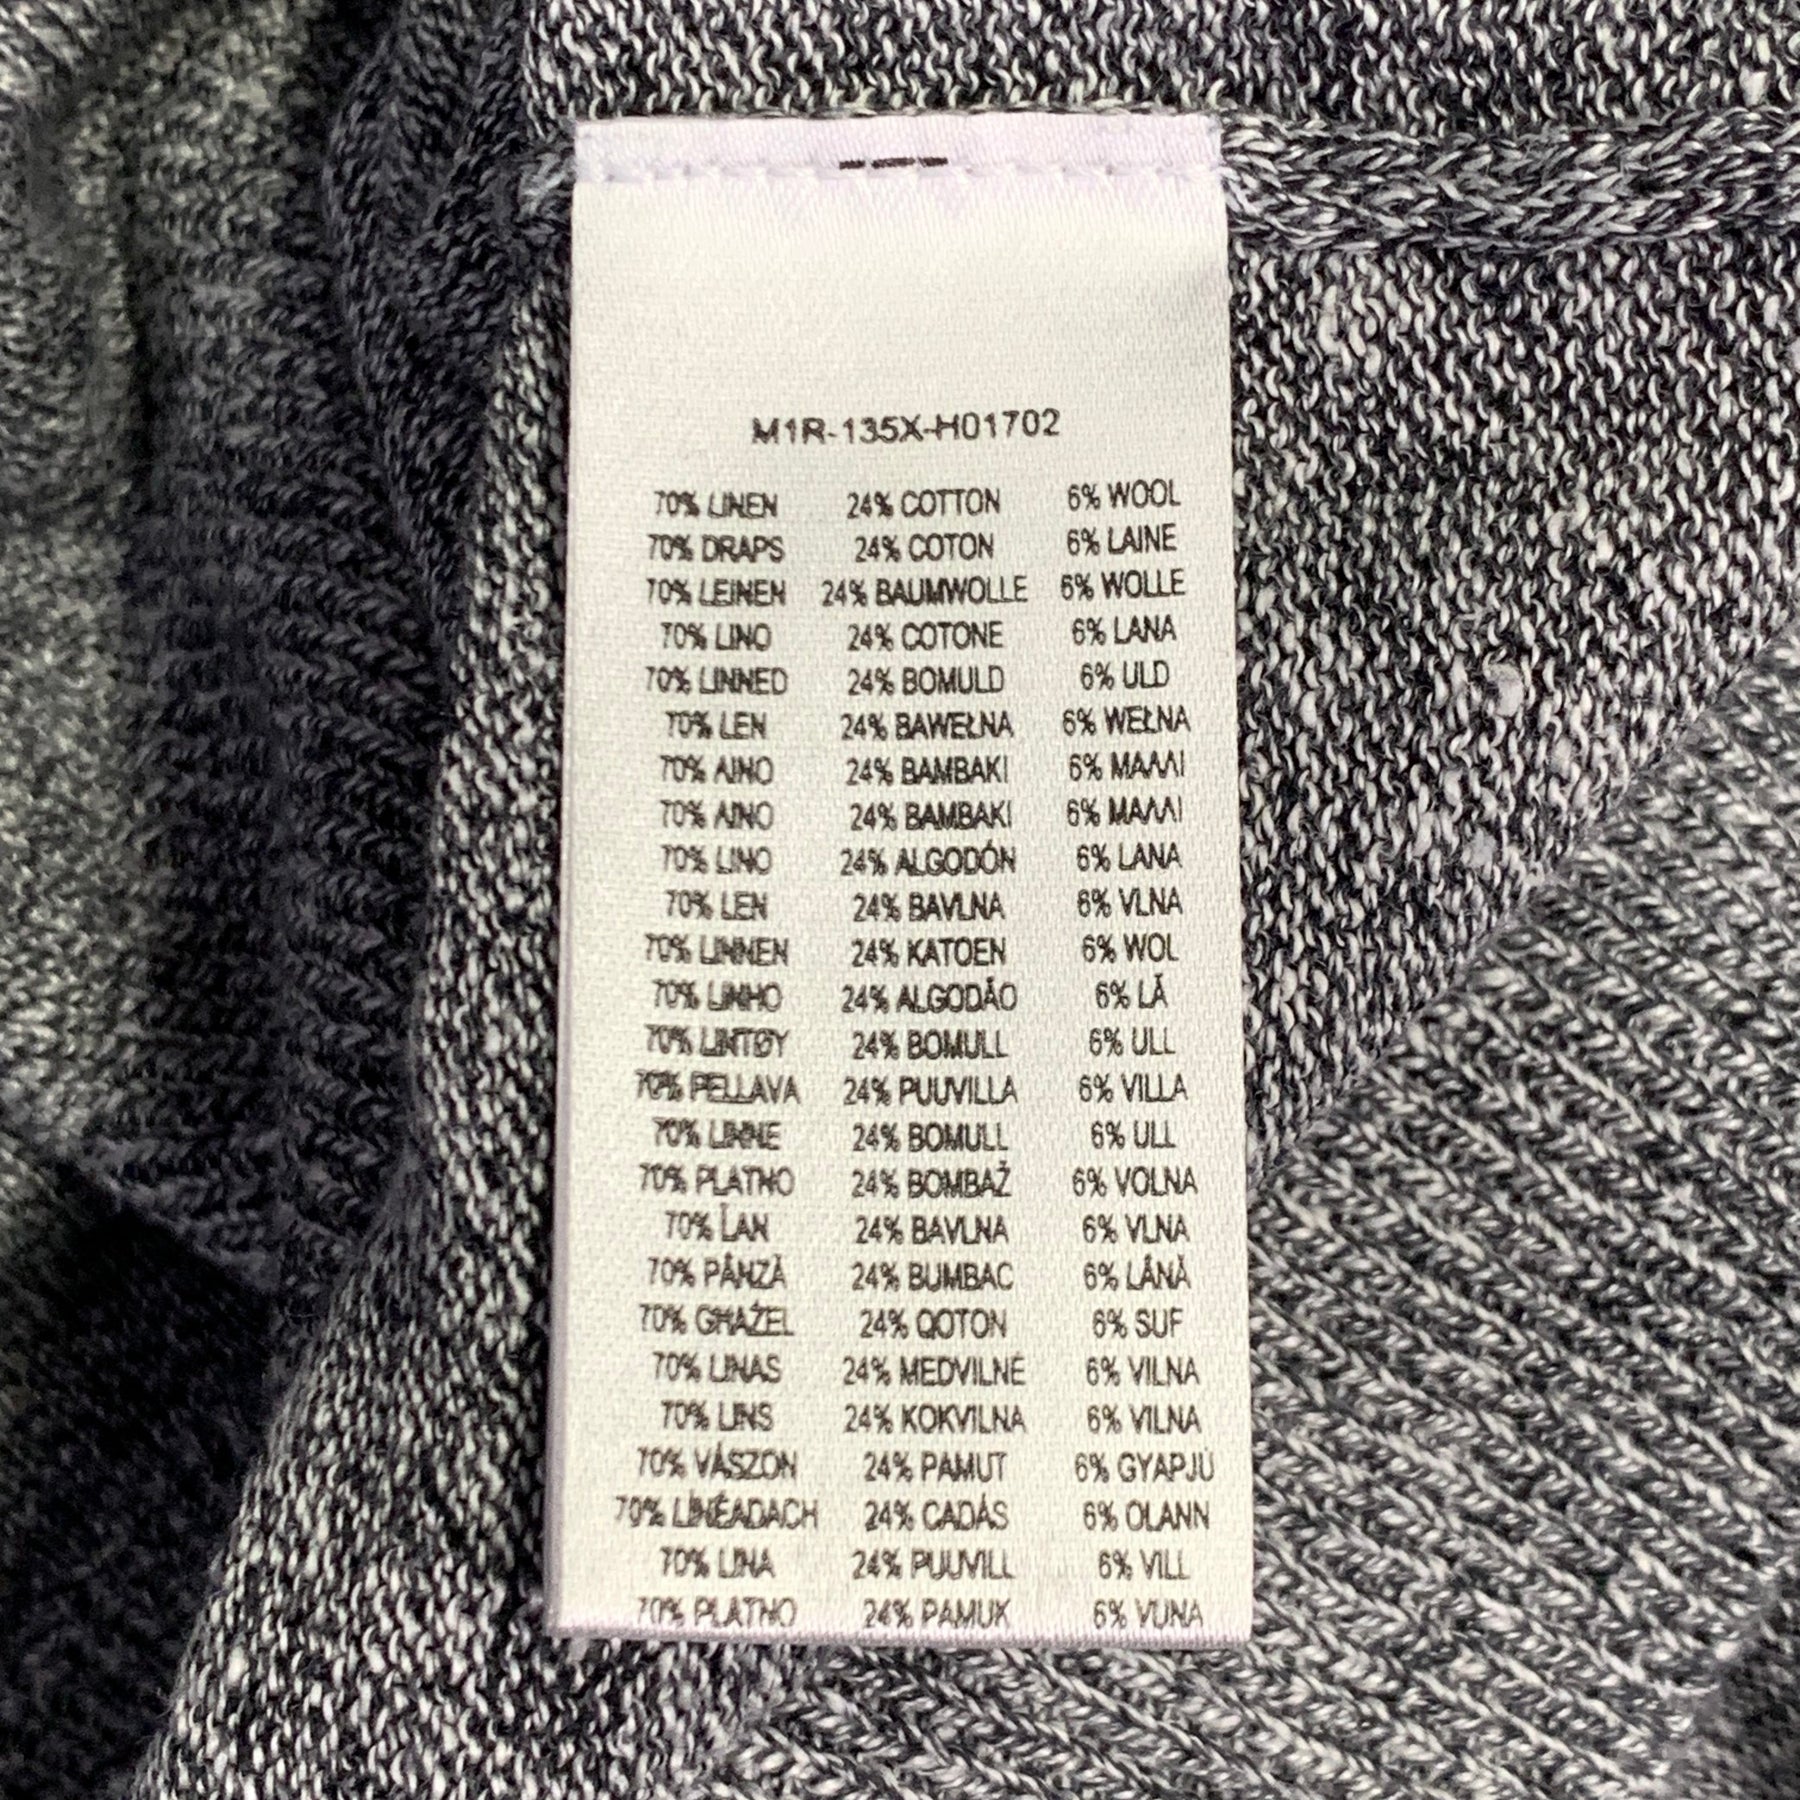 M1R-135X-H01702
70% LINEN 24% COTTON 6% WOOL
70% DRAPS 24% COTON 6% LAINE
70% LEINEN 24% BAUMWOLLE 6% WOLLE
70% LINO 24% COTONE 6% LANA
70% LINNED 24% BOMULD 6% ULD
70% LEN 24% BAWEŁNA 6% WEŁNA
70% ΛINO 24% BAMBAKI 6% MAΛΛI
70% ΛINO 24% BAMBAKI 6% MAΛΛI
70% LINO 24% ALGODÓN 6% LANA
70% LEN 24% BAVLNA 6% VLNA
70% LINNEN 24% KATOEN 6% WOL
70% LINHO 24% ALGODÃO 6% LÃ
70% LINTØY 24% BOMULL 6% ULL
70% PELLAVA 24% PUUVILLA 6% VILLA
70% LINNE 24% BOMULL 6% ULL
70% PLATNO 24% BOMBAŽ 6% VOLNA
70% ĽAN 24% BAVLNA 6% VLNA
70% PÂNZĂ 24% BUMBAC 6% LÂNĂ
70% GĦAŻEL 24% QOTON 6% SUF
70% LINAS 24% MEDVILNĖ 6% VILNA
70% LINS 24% KOKVILNA 6% VILNA
70% VÁSZON 24% PAMUT 6% GYAPJÚ
70% LÍNÉADACH 24% CADÁS 6% OLANN
70% LINA 24% PUUVILL 6% VILL
70% PLATNO 24% PAMUK 6% VUNA